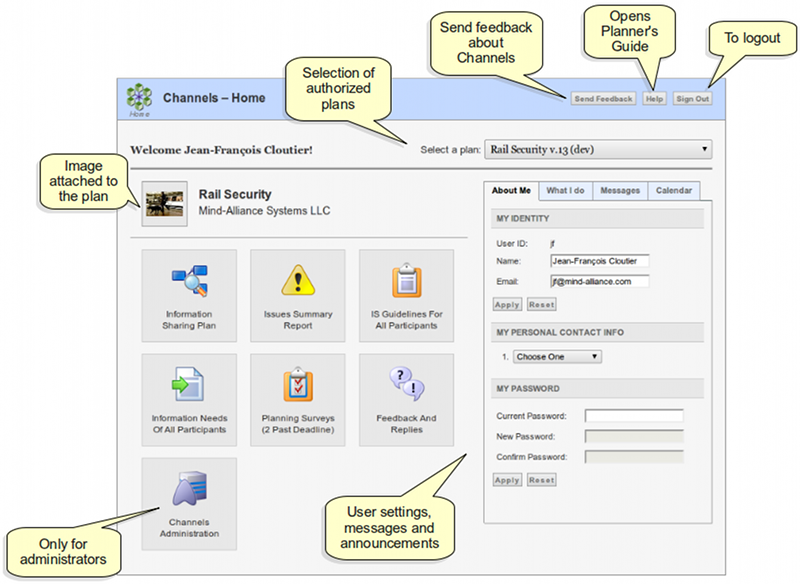 Send feedback
about
Channels
Opens
Planner's
Guide
To logout
Selection of
authorized
plans
Home
Channels – Home
Send Feedback
Help
Sign Out
Welcome Jean-François Cloutier!
Select a plan:
Rail Security v.13 (dev)
Image
attached to
the plan
Rail Security
Mind-Alliance Systems LLC
Information
Sharing Plan
Issues Summary
Report
IS Guidelines For
All Participants
Information Needs
Of All Participants
Planning Surveys
(2 Past Deadline)
Feedback And
Replies
Channels
Administration
Only for
administrators
About Me
What I do
Messages
Calendar
MY IDENTITY
User ID: jf
Name: Jean-François Cloutier
Email: jf@mind-alliance.com
Apply
Reset
MY PERSONAL CONTACT INFO
1. Choose One
MY PASSWORD
Current Password:
New Password:
Confirm Password:
Apply
Reset
User settings,
messages and
announcements